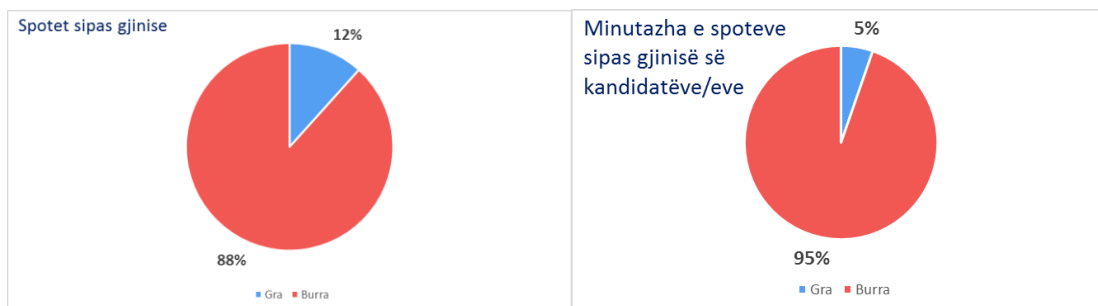 Spotet sipas gjinise
12%
88%
Gra Burra
Minutazha e spoteve
sipas gjinisë së
kandidatëve/eve
5%
95%
Gra Burra